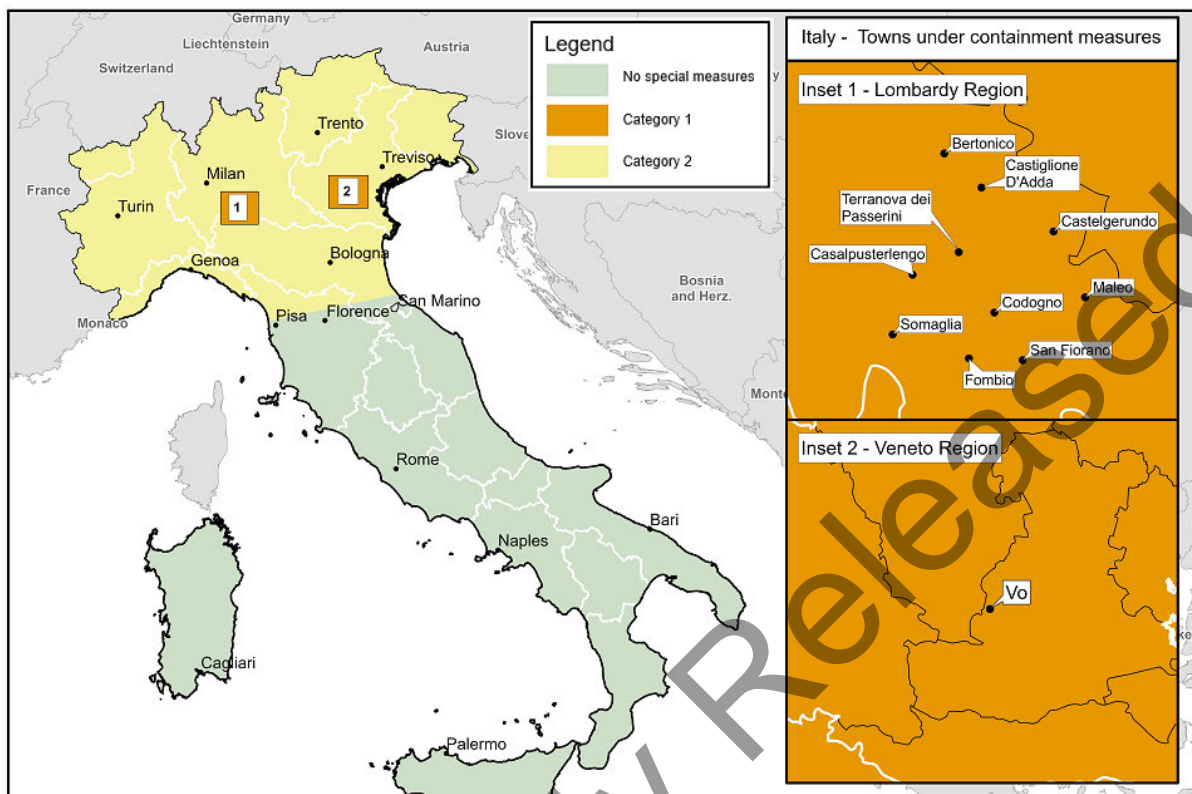 Germany
Liechtenstein
Austria
Switzerland
France
Monaco
Bosnia
and Herz.
Trento
Treviso
Milan
Turin
1
2
Genoa
Bologna
San Marino
Pisa
Florence
Rome
Naples
Bari
Cagliari
Palermo
Legend
No special measures
Category 1
Category 2
Italy - Towns under containment measures
Inset 1 - Lombardy Region
Bertonico
Castiglione
D'Adda
Terranova dei
Passerini
Castelgerundo
Casalpusterlengo
Maleo
Codogno
Somaglia
San Fiorano
Fombio
Inset 2 - Veneto Region
Vo
y Released